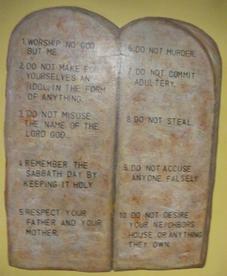 1. WORSHIP NO GOD
BUT ME.
2. DO NOT MAKE FOR
YOURSELVES AN
IDOL IN THE FORM
OF ANYTHING.
3. DO NOT MISUSE
THE NAME OF THE
LORD GOD.
4. REMEMBER THE
SABBATH DAY BY
KEEPING IT HOLY
5. RESPECT YOUR
FATHER AND YOUR
MOTHER.
6. DO NOT MURDER.
7. DO NOT COMMIT
ADULTERY.
8. DO NOT STEAL.
9. DO NOT ACCUSE
ANYONE FALSELY
10. DO NOT DESIRE
YOUR NEIGHBORS
HOUSE OR ANYTHING
THEY OWN.